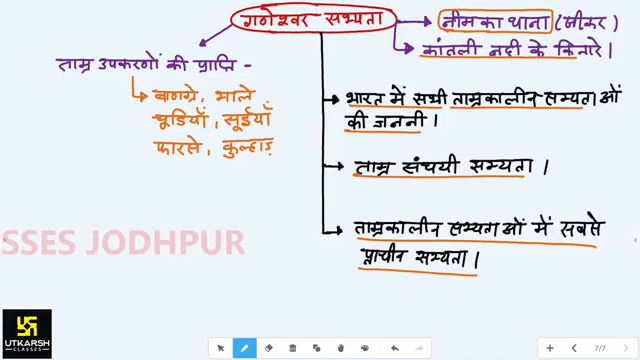 गणेश्वर सभ्यता
नीम का थाना (सीकर)
कांतली नदी के किनारे।
ताम्र उपकरणों की प्राप्ति -
बाणाग्रे, भाले
चूडियाँ, सूईयाँ
फारसे, कुल्हाड़
भारत में सभी ताम्रकालीन सभ्यताओं
की जननी।
ताम्र संचयी सभ्यता।
ताम्रकालीन सभ्यताओं में सबसे
प्राचीन सभ्यता।
SSES JODHPUR
UTKARSH
CLASSES
7/7